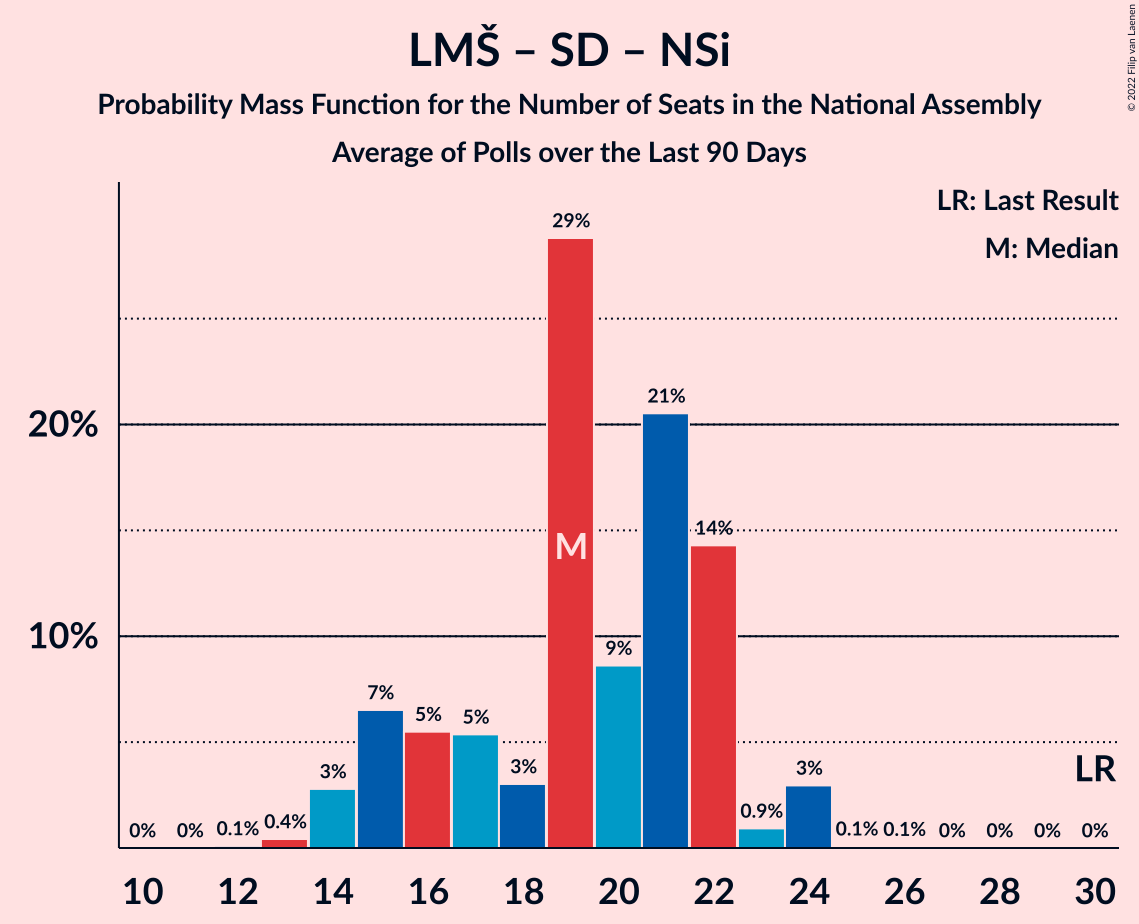 LMŠ – SD – NSi
Probability Mass Function for the Number of Seats in the National Assembly
Average of Polls over the Last 90 Days
© 2022 Filip van Laenen
LR: Last Result
M: Median
29%
21%
20%
14%
M
10%
9%
7%
5%
5%
3%
3%
3%
LR
0%
0%
0.1%
0.4%
0.9%
0.1%
0.1%
0%
0%
0%
0%
10 12 14 16 18 20 22 24 26 28 30